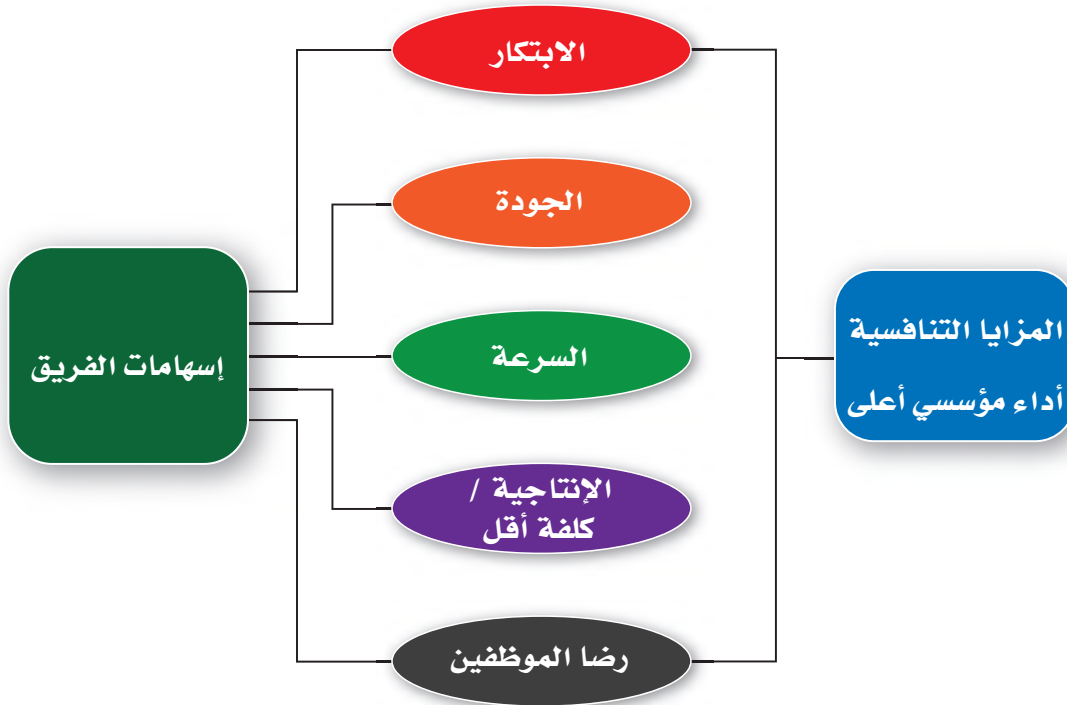 الابتكار
الجودة
السرعة
الإنتاجية /
كلفة أقل
رضا الموظفين
المزايا التنافسية
أداء مؤسسي أعلى
إسهامات الفريق